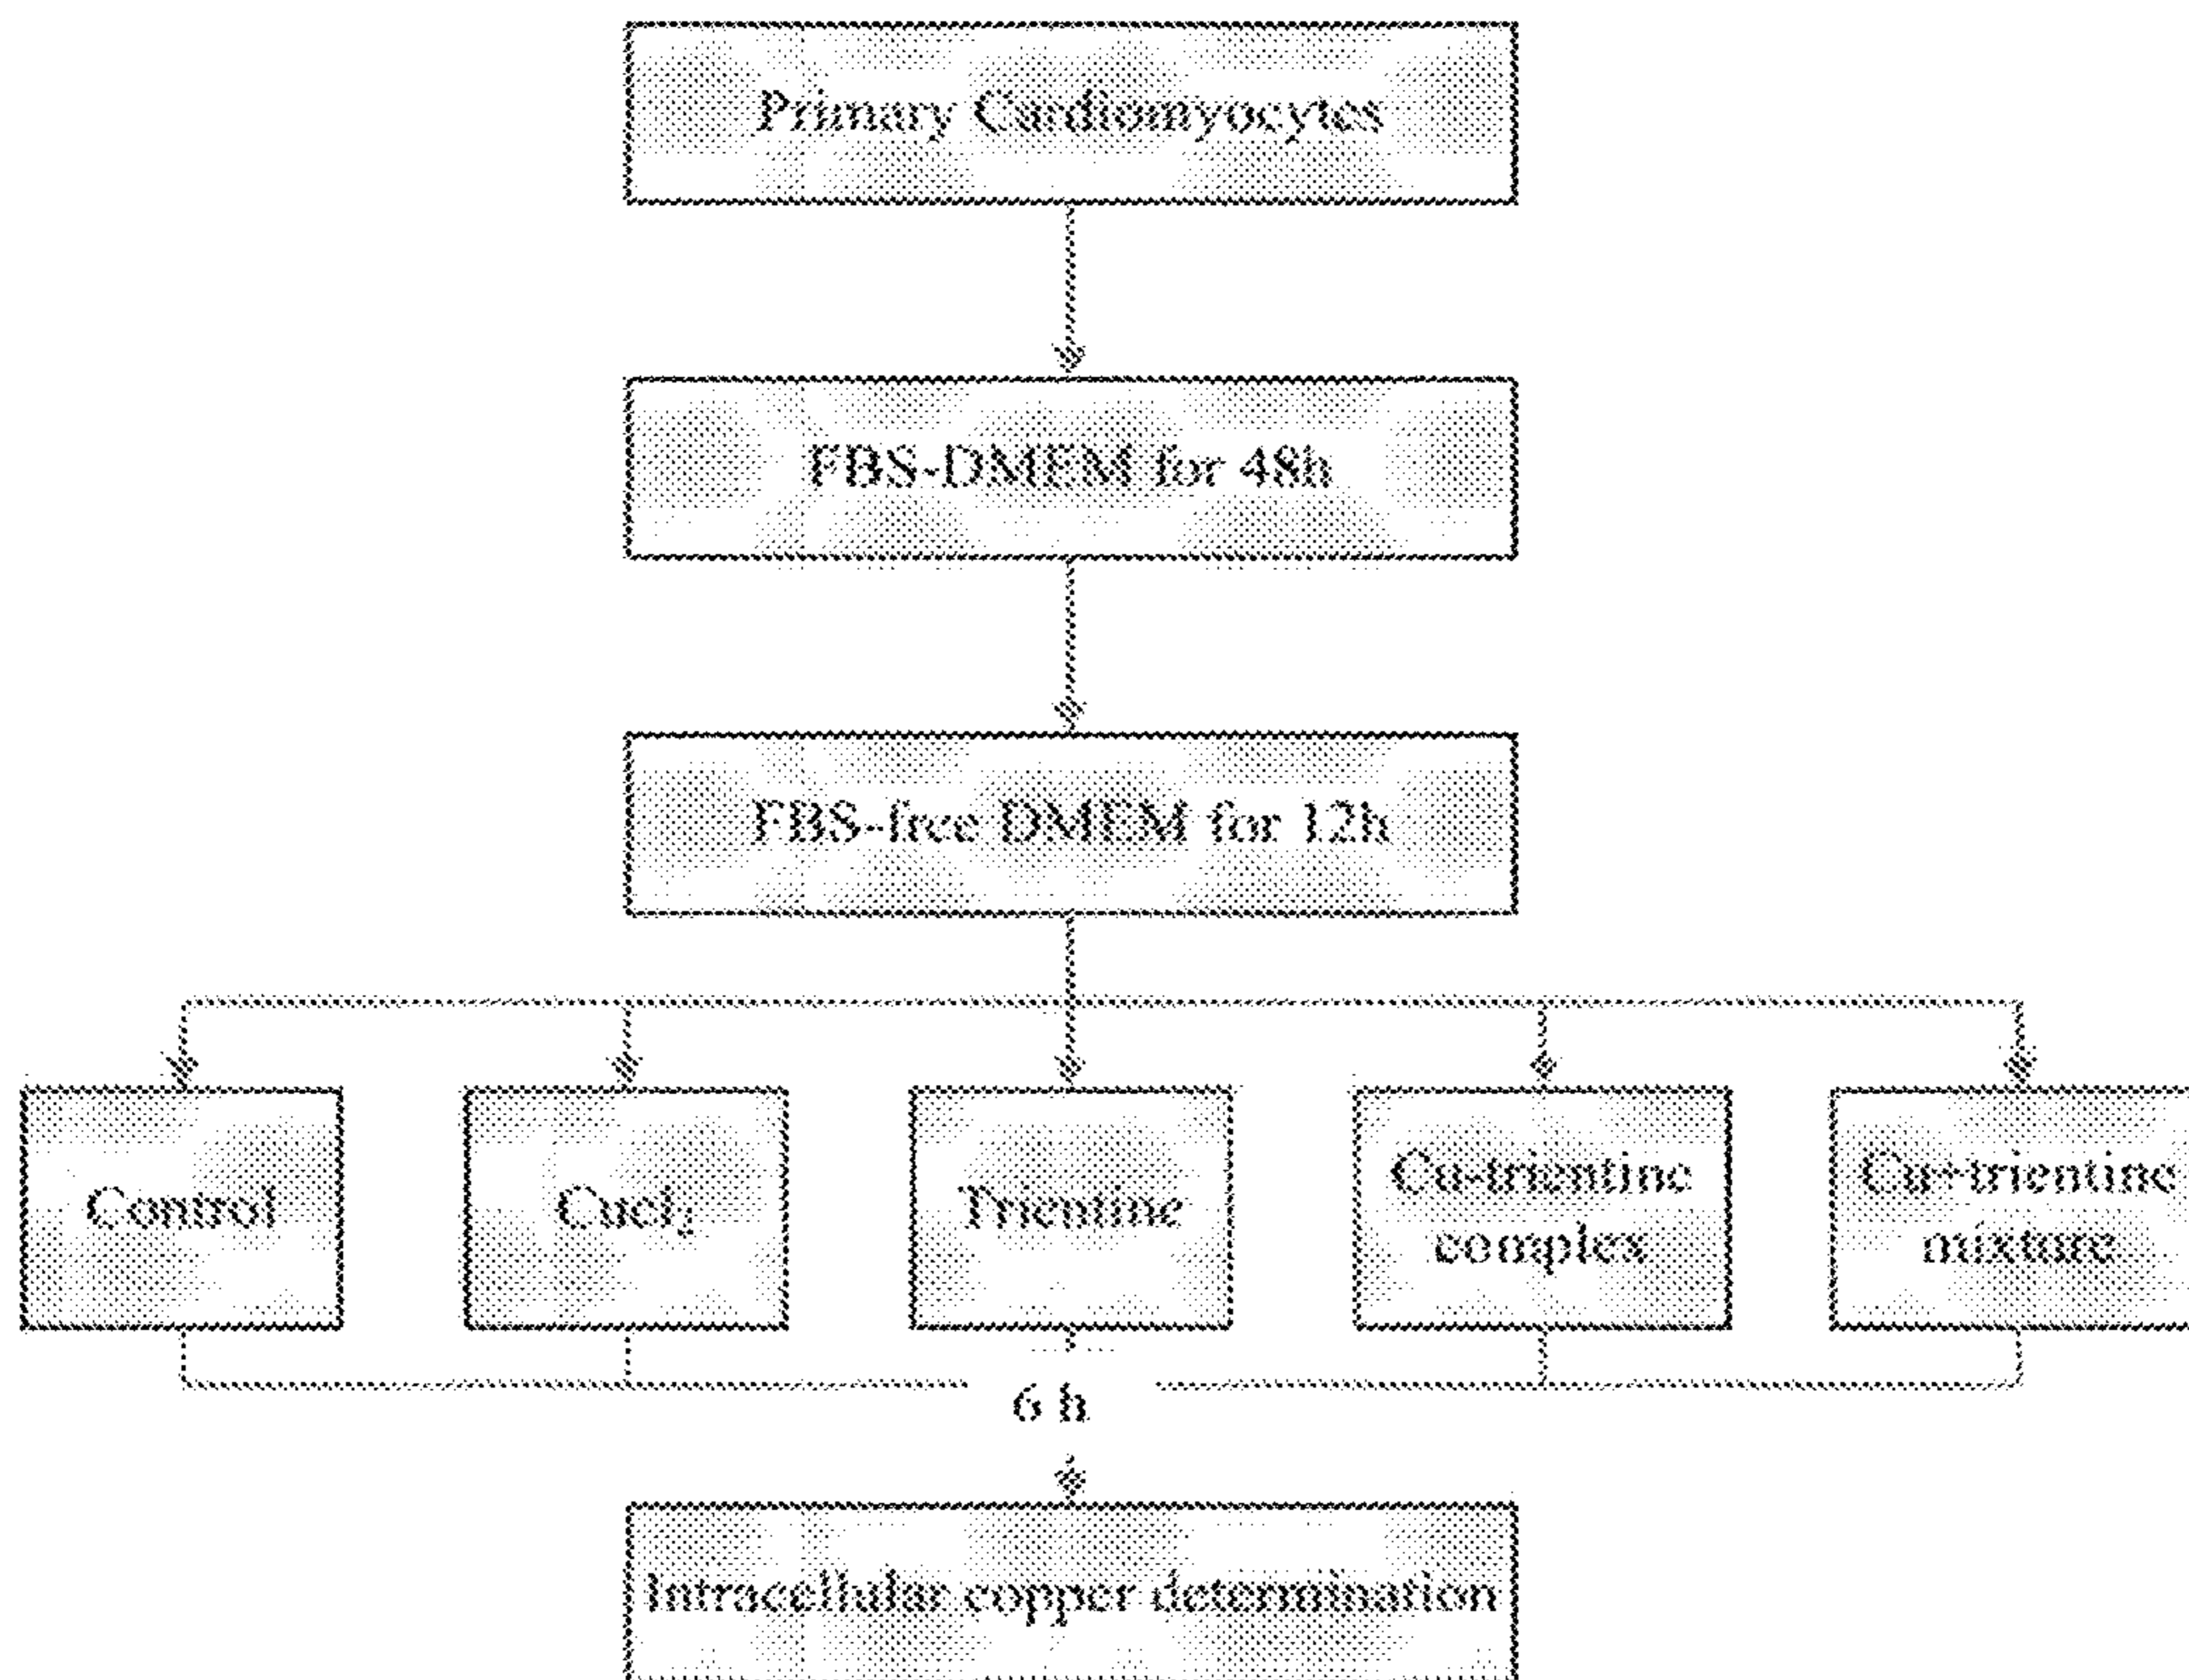 Primary Cardiomyocytes
FBS-DMEM for 48h
FBS-free DMEM for 12h
Control
Cucl₂
Trientine
Cu-trientine
complex
Cu+trientine
mixture
6 h
Intracellular copper determination